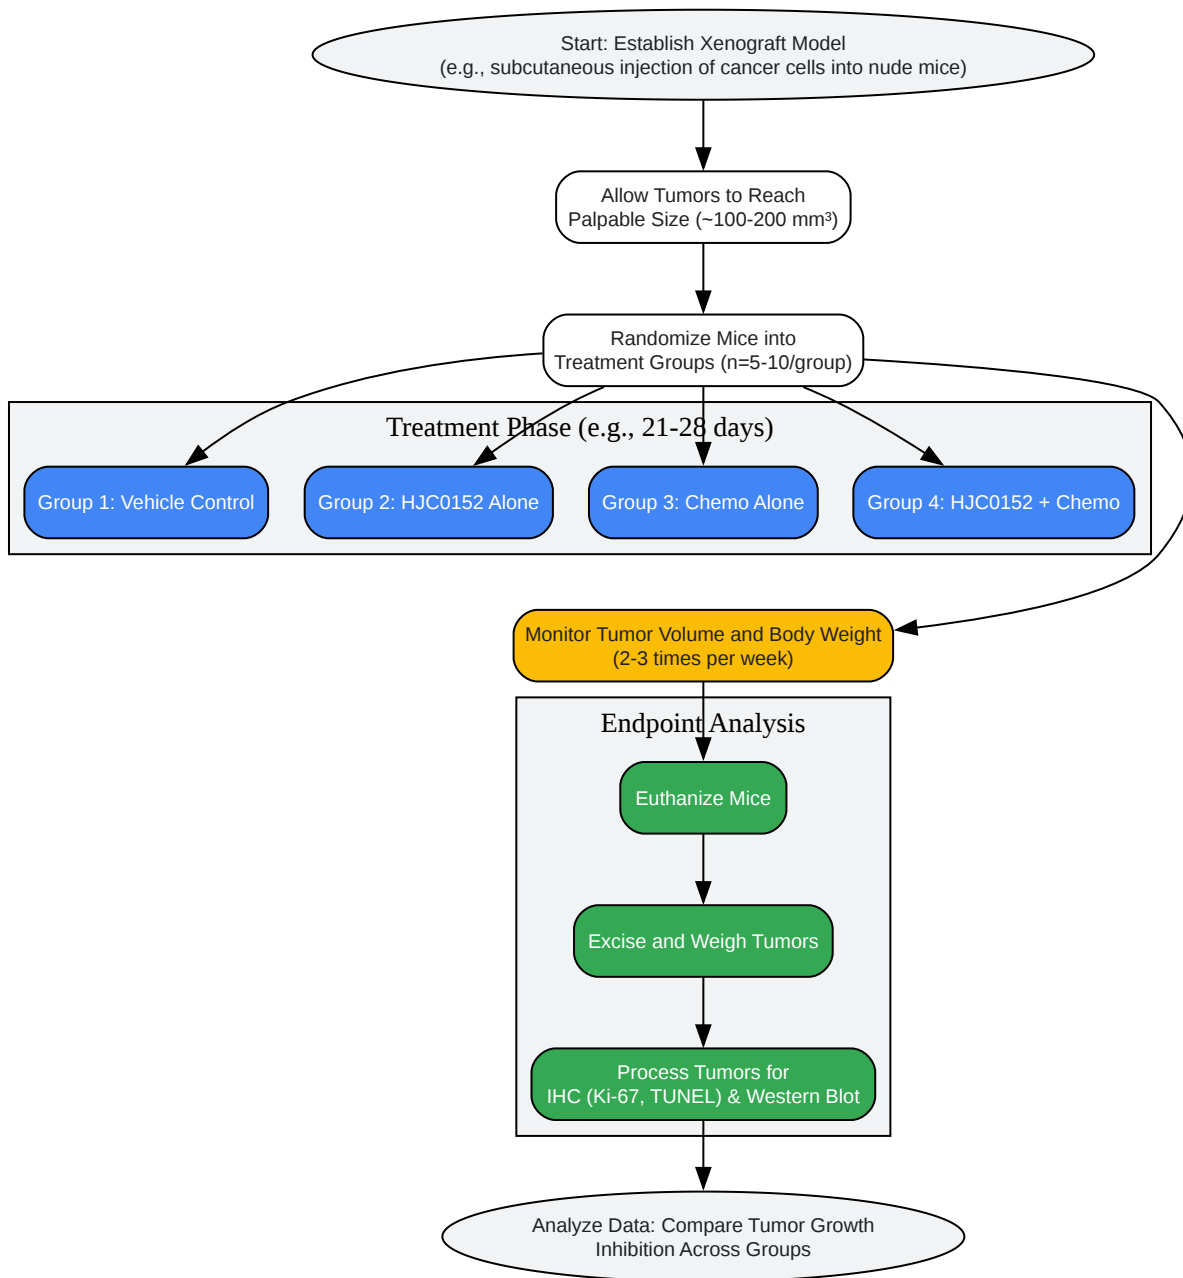 Start: Establish Xenograft Model
(e.g., subcutaneous injection of cancer cells into nude mice)
Allow Tumors to Reach
Palpable Size (~100-200 mm³)
Randomize Mice into
Treatment Groups (n=5-10/group)
Treatment Phase (e.g., 21-28 days)
Group 1: Vehicle Control
Group 2: HJC0152 Alone
Group 3: Chemo Alone
Group 4: HJC0152 + Chemo
Monitor Tumor Volume and Body Weight
(2-3 times per week)
Endpoint Analysis
Euthanize Mice
Excise and Weigh Tumors
Process Tumors for
IHC (Ki-67, TUNEL) & Western Blot
Analyze Data: Compare Tumor Growth
Inhibition Across Groups